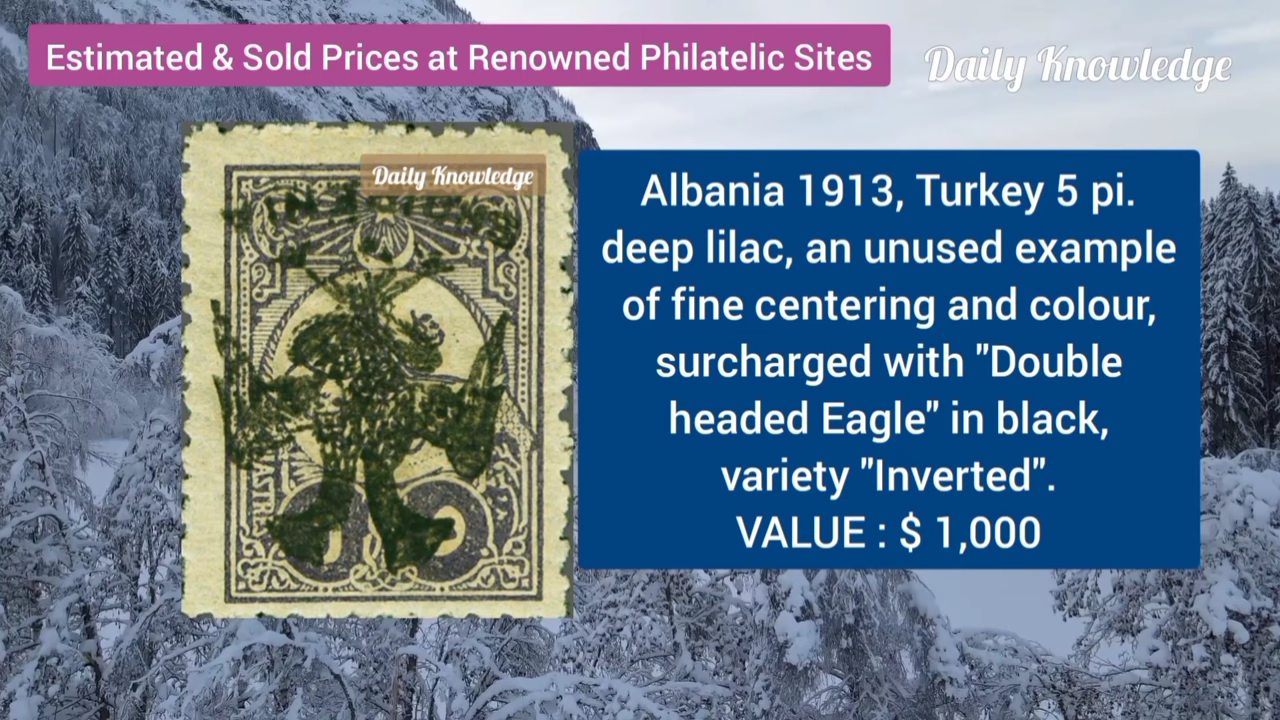 Estimated & Sold Prices at Renowned Philatelic Sites
Daily Knowledge
Daily Knowledge
Albania 1913, Turkey 5 pi.
deep lilac, an unused example
of fine centering and colour,
surcharged with "Double
headed Eagle" in black,
variety "Inverted".
VALUE : $ 1,000